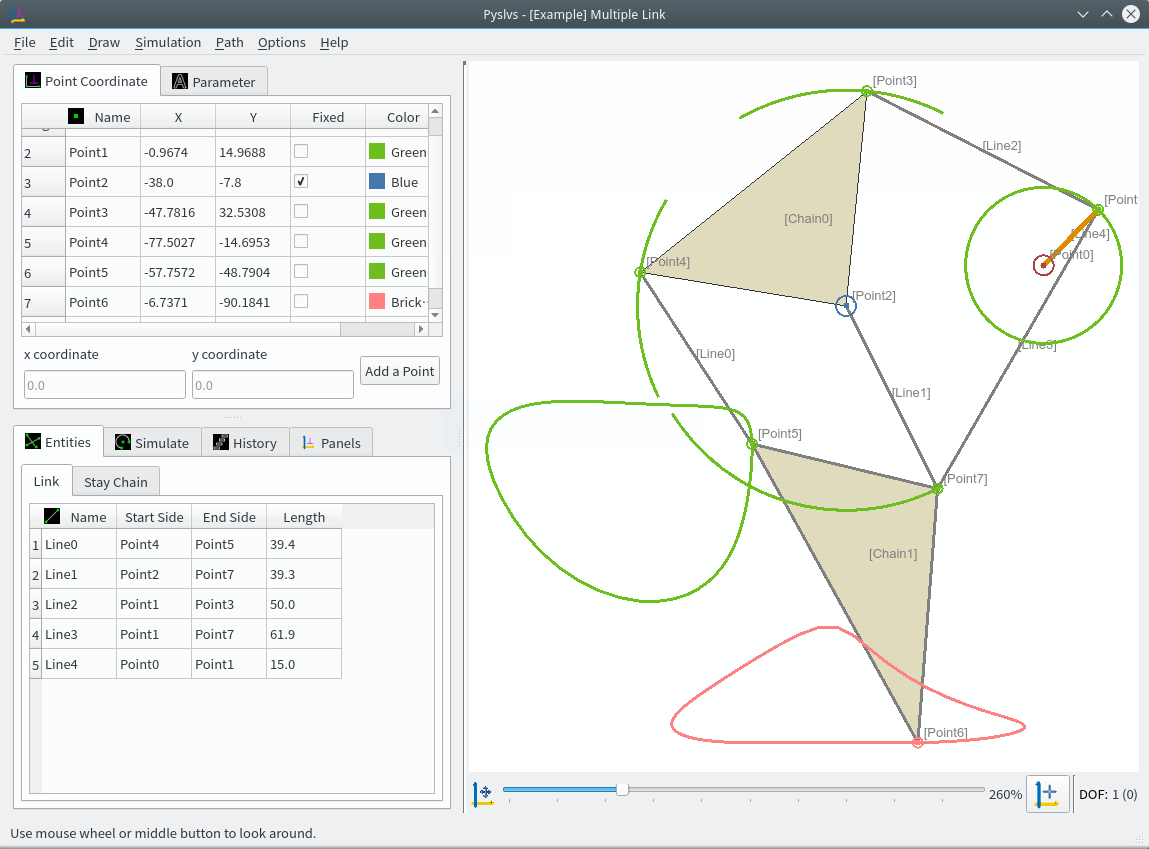 Pyslvs - [Example] Multiple Link
File Edit Draw Simulation Path Options Help
Point Coordinate Parameter
Name X Y Fixed Color
2 Point1 -0.9674 14.9688 Green
3 Point2 -38.0 -7.8 Blue
4 Point3 -47.7816 32.5308 Green
5 Point4 -77.5027 -14.6953 Green
6 Point5 -57.7572 -48.7904 Green
7 Point6 -6.7371 -90.1841 Brick-
x coordinate y coordinate
0.0 0.0 Add a Point
Entities Simulate History Panels
Link Stay Chain
Name Start Side End Side Length
1 Line0 Point4 Point5 39.4
2 Line1 Point2 Point7 39.3
3 Line2 Point1 Point3 50.0
4 Line3 Point1 Point7 61.9
5 Line4 Point0 Point1 15.0
[Point3]
[Line2]
[Point
[Chain0]
[Line4]
[Point0]
[Point4]
[Point2]
[Line3]
[Line0]
[Line1]
[Point5]
[Point7]
[Chain1]
[Point6]
260% DOF: 1 (0)
Use mouse wheel or middle button to look around.